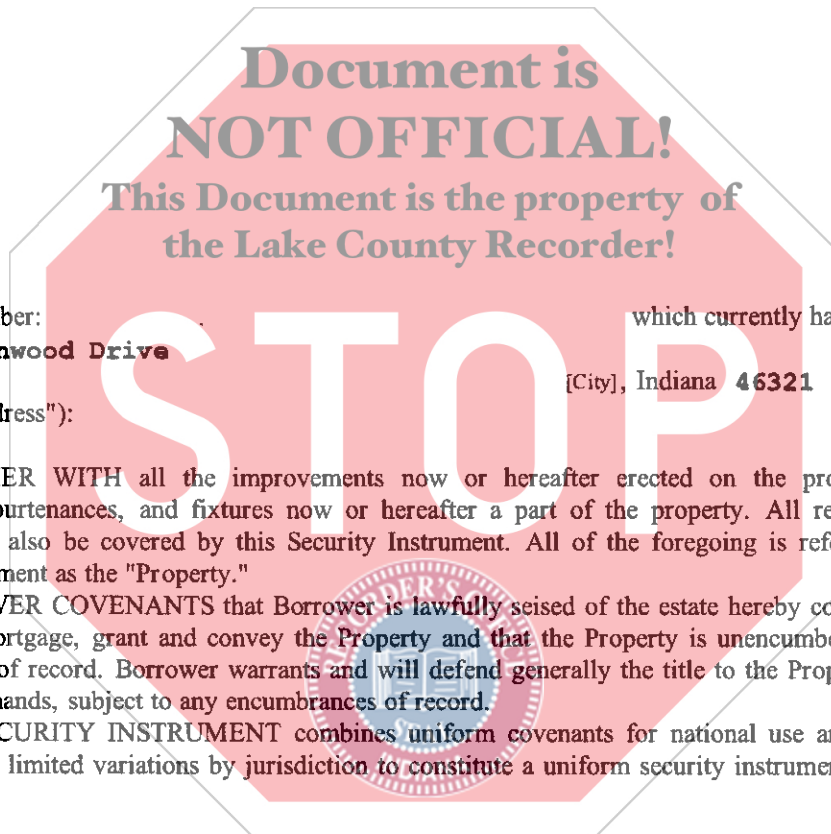 Document is
NOT OFFICIAL!
This Document is the property of
the Lake County Recorder!
STOP
ber: which currently ha
nwood Drive
[City], Indiana 46321
dress"):
ER WITH all the improvements now or hereafter erected on the pro
ourtenances, and fixtures now or hereafter a part of the property. All re
also be covered by this Security Instrument. All of the foregoing is refe
ment as the "Property."
VER COVENANTS that Borrower is lawfully seised of the estate hereby co
ortgage, grant and convey the Property and that the Property is unencumbe
of record. Borrower warrants and will defend generally the title to the Prop
ands, subject to any encumbrances of record.
CURITY INSTRUMENT combines uniform covenants for national use an
limited variations by jurisdiction to constitute a uniform security instrumen